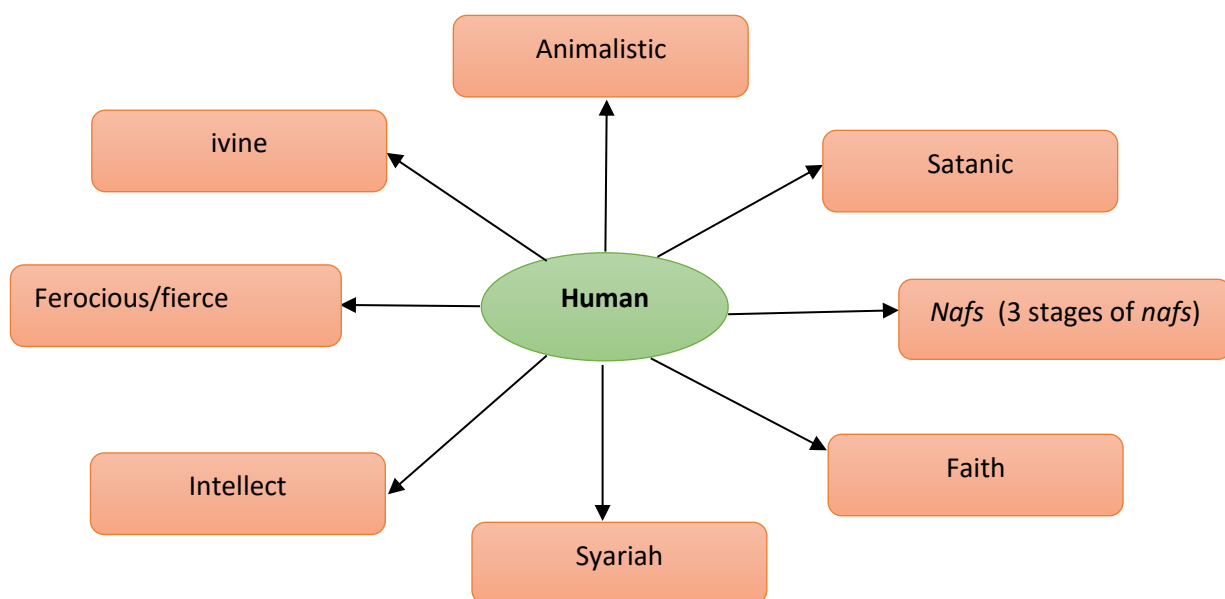 Animalistic
ivine
Satanic
Human
Ferocious/fierce
Nafs (3 stages of nafs)
Intellect
Faith
Syariah